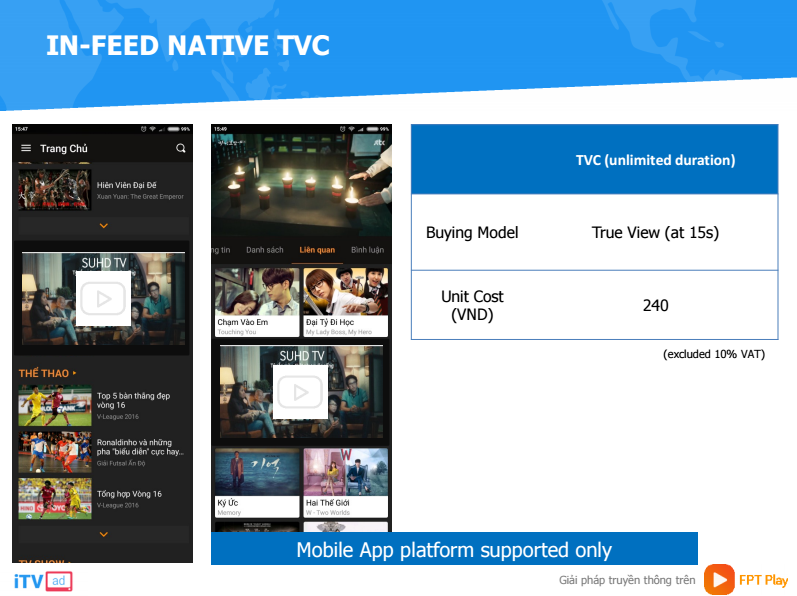 IN-FEED NATIVE TVC
15:47
99%
Trang Chủ
Hiên Viên Đại Đế
Xuan Yuan: The Great Emperor
SUHD TV
THỂ THAO
Top 5 bàn thắng đẹp
vòng 16
V-League 2016
Ronaldinho và những
pha "biểu diễn" cực hay...
Giải Futsal Ấn Độ
Tổng hợp Vòng 16
V-League 2016
TV SHOW
15:49
99%
jtbc
ng tin
Danh sách
Liên quan
Bình luận
Chạm Vào Em
Touching You
Đại Tỷ Đi Học
My Lady Boss, My Hero
SUHD TV
기억
W
Ký Ức
Memory
Hai Thế Giới
W - Two Worlds
TVC (unlimited duration)
Buying Model
True View (at 15s)
Unit Cost
(VND)
240
(excluded 10% VAT)
Mobile App platform supported only
iTV ad
Giải pháp truyền thông trên
FPT Play